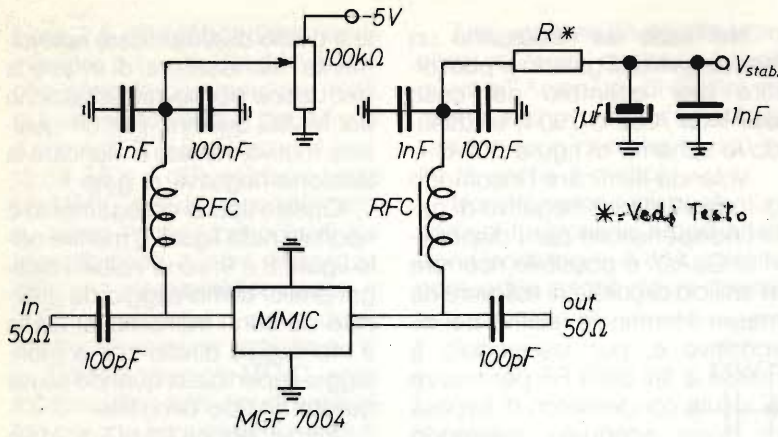 -5V
100kΩ
1nF
100nF
RFC
R *
Vstab.
1µF
1nF
1nF
100nF
RFC
*=Vedi Testo
in
50Ω
100pF
MMIC
MGF 7004
100pF
out
50Ω